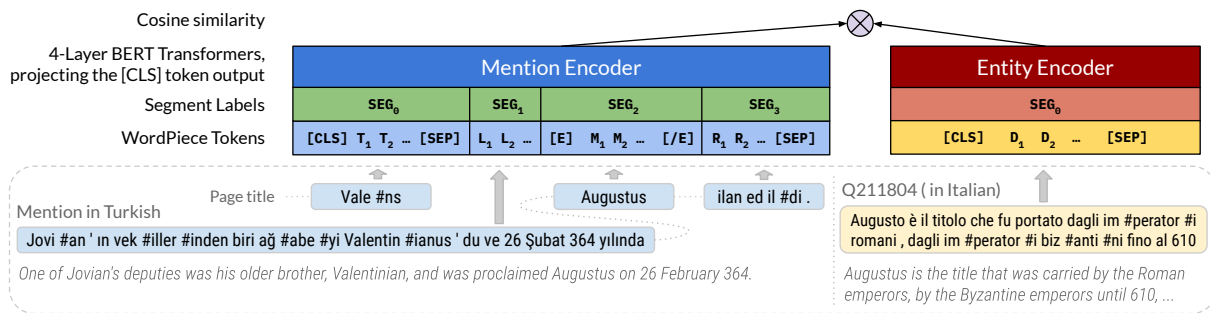 Cosine similarity
4-Layer BERT Transformers,
projecting the [CLS] token output
Mention Encoder
Entity Encoder
Segment Labels
SEG₀ SEG₁ SEG₂ SEG₃
SEG₀
WordPiece Tokens
[CLS] T₁ T₂ … [SEP] L₁ L₂ … [E] M₁ M₂ … [/E] R₁ R₂ … [SEP]
[CLS] D₁ D₂ … [SEP]
Page title
Vale #ns
Augustus
ilan ed il #di .
Mention in Turkish
Jovi #an ' ın vek #iller #inden biri ağ #abe #yi Valentin #ianus ' du ve 26 Şubat 364 yılında
One of Jovian's deputies was his older brother, Valentinian, and was proclaimed Augustus on 26 February 364.
Q211804 ( in Italian)
Augusto è il titolo che fu portato dagli im #perator #i
romani , dagli im #perator #i biz #anti #ni fino al 610
Augustus is the title that was carried by the Roman
emperors, by the Byzantine emperors until 610, ...